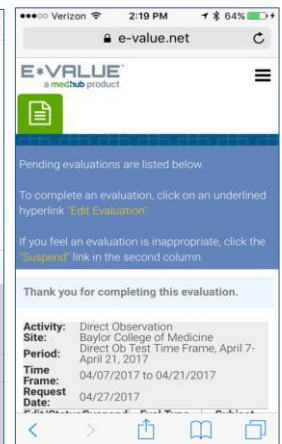 Verizon 2:19 PM 64%
e-value.net
E*VALUE
a medhub product
Pending evaluations are listed below.
To complete an evaluation, click on an underlined
hyperlink "Edit Evaluation".
If you feel an evaluation is inappropriate, click the
"Suspend" link in the second column.
Thank you for completing this evaluation.
Activity: Direct Observation
Site: Baylor College of Medicine
Period: Direct Ob Test Time Frame, April 7-
April 21, 2017
Time
Frame: 04/07/2017 to 04/21/2017
Request
Date: 04/27/2017